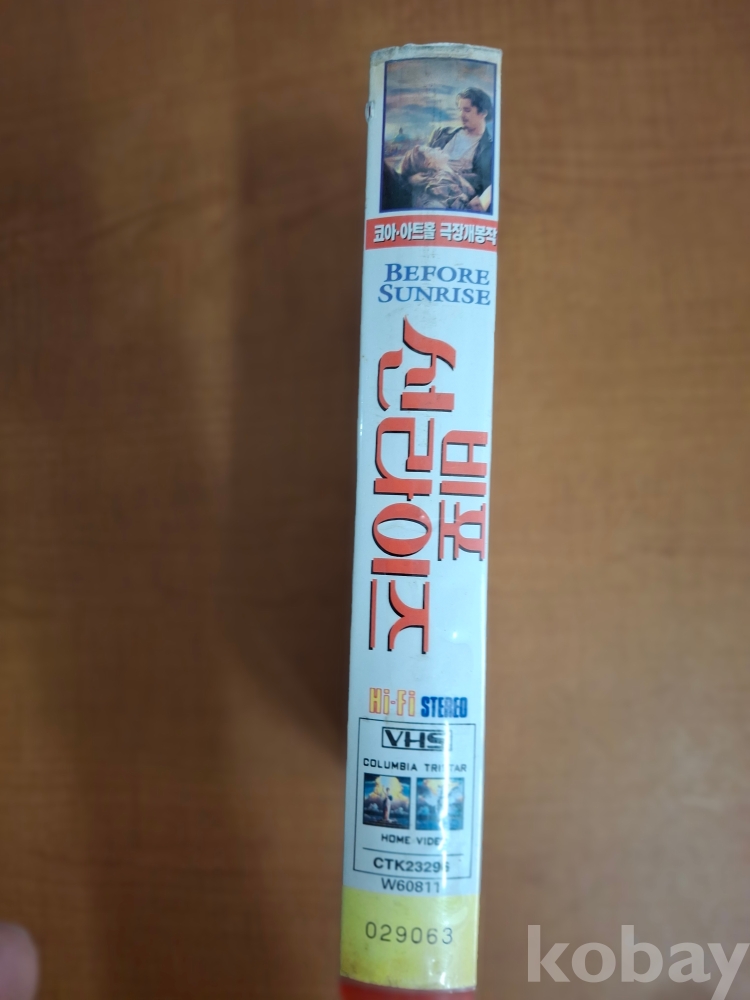 코아·아트홀 극장개봉작
BEFORE
SUNRISE
비포
선라이즈
Hi-Fi STEREO
VHS
COLUMBIA TRISTAR
HOME VIDEO
CTK23296
W60811
029063
kobay